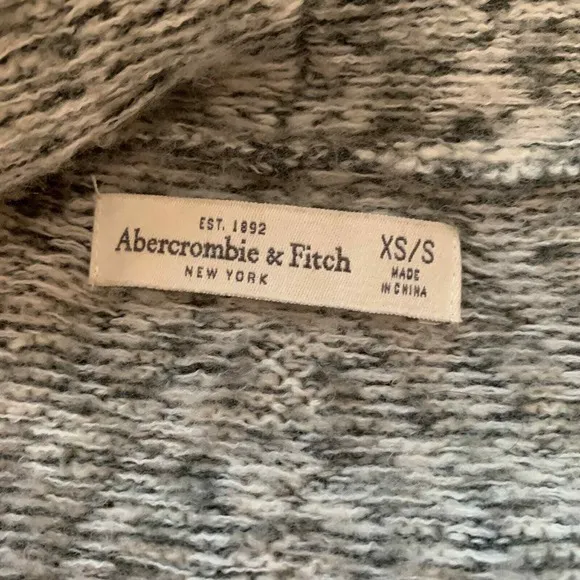 EST. 1892
Abercrombie & Fitch
NEW YORK
XS/S
MADE
IN CHINA